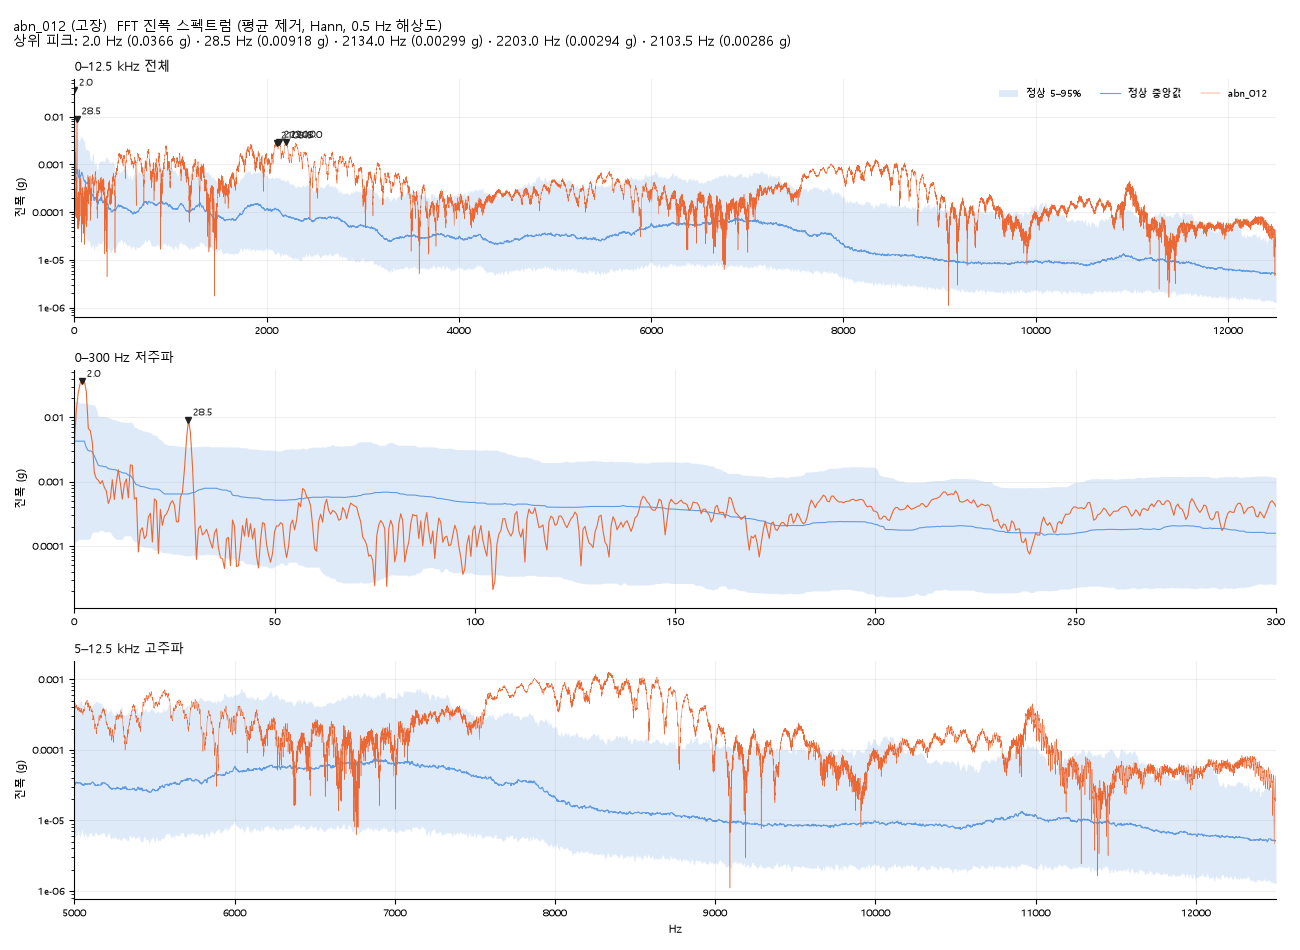 abn_012 (고장) FFT 진폭 스펙트럼 (평균 제거, Hann, 0.5 Hz 해상도)
상위 피크: 2.0 Hz (0.0366 g) · 28.5 Hz (0.00918 g) · 2134.0 Hz (0.00299 g) · 2203.0 Hz (0.00294 g) · 2103.5 Hz (0.00286 g)
0–12.5 kHz 전체
2.0
28.5
정상 5–95% 정상 중앙값 abn_012
0.01
0.001
0.0001
1e-05
1e-06
진폭 (g)
0 2000 4000 6000 8000 10000 12000
0–300 Hz 저주파
2.0
28.5
0.01
0.001
0.0001
진폭 (g)
0 50 100 150 200 250 300
5–12.5 kHz 고주파
0.001
0.0001
1e-05
1e-06
진폭 (g)
5000 6000 7000 8000 9000 10000 11000 12000
Hz